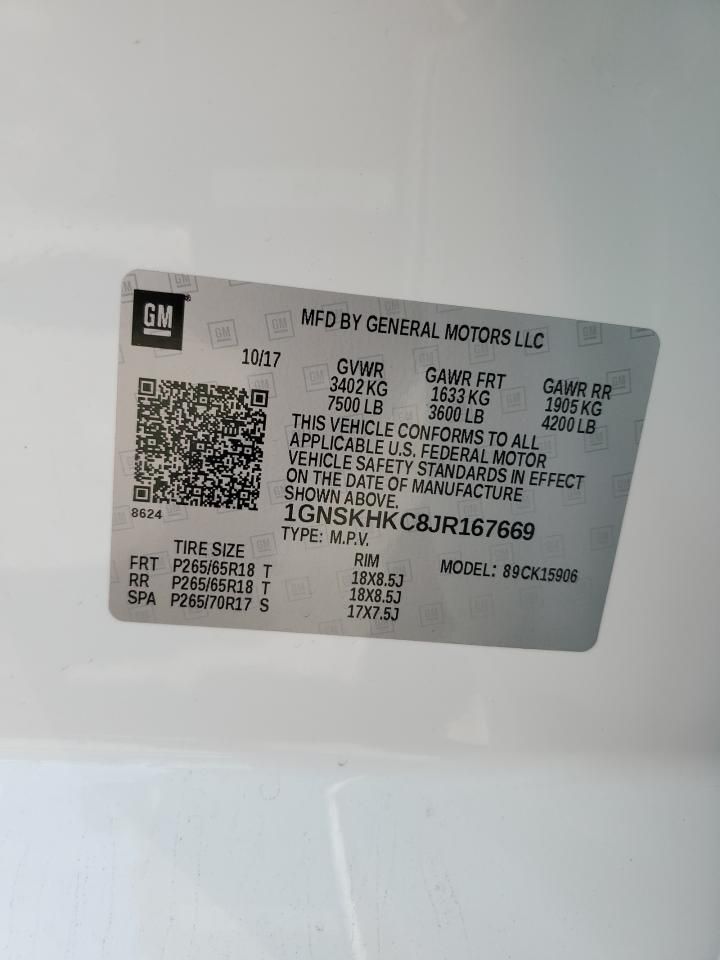 GM
MFD BY GENERAL MOTORS LLC
10/17
GVWR
3402 KG
7500 LB
GAWR FRT
1633 KG
3600 LB
GAWR RR
1905 KG
4200 LB
THIS VEHICLE CONFORMS TO ALL
APPLICABLE U.S. FEDERAL MOTOR
VEHICLE SAFETY STANDARDS IN EFFECT
ON THE DATE OF MANUFACTURE
SHOWN ABOVE.
8624
1GNSKHKC8JR167669
TYPE: M.P.V.
MODEL: 89CK15906
TIRE SIZE RIM
FRT P265/65R18 T 18X8.5J
RR P265/65R18 T 18X8.5J
SPA P265/70R17 S 17X7.5J